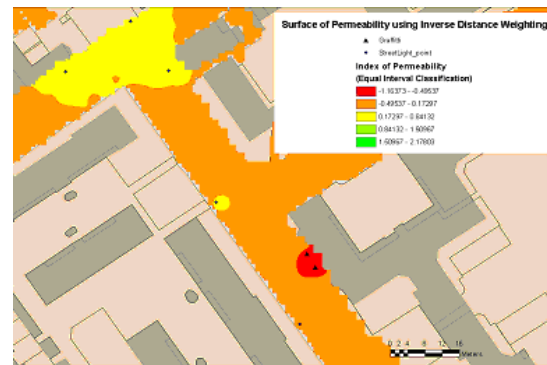 Surface of Permeability using Inverse Distance Weighting
Graffiti
StreetLight_point
Index of Permeability
(Equal Interval Classification)
-1.16373 - -0.49537
-0.49537 - 0.17297
0.17297 - 0.84132
0.84132 - 1.50967
1.50967 - 2.17803
0 2 4 8 12 16
Meters